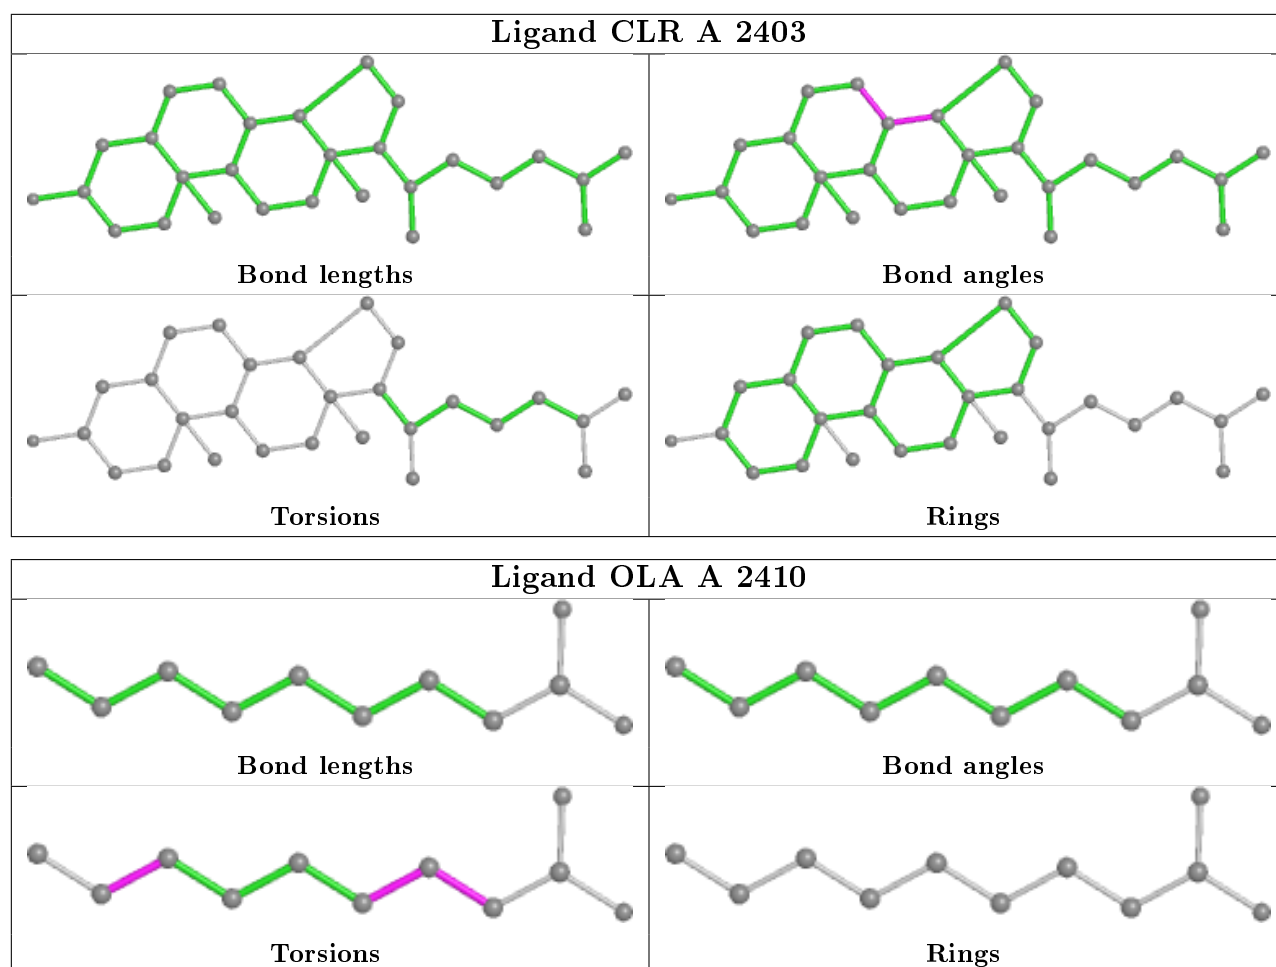 Ligand CLR A 2403
Bond lengths
Bond angles
Torsions
Rings
Ligand OLA A 2410
Bond lengths
Bond angles
Torsions
Rings